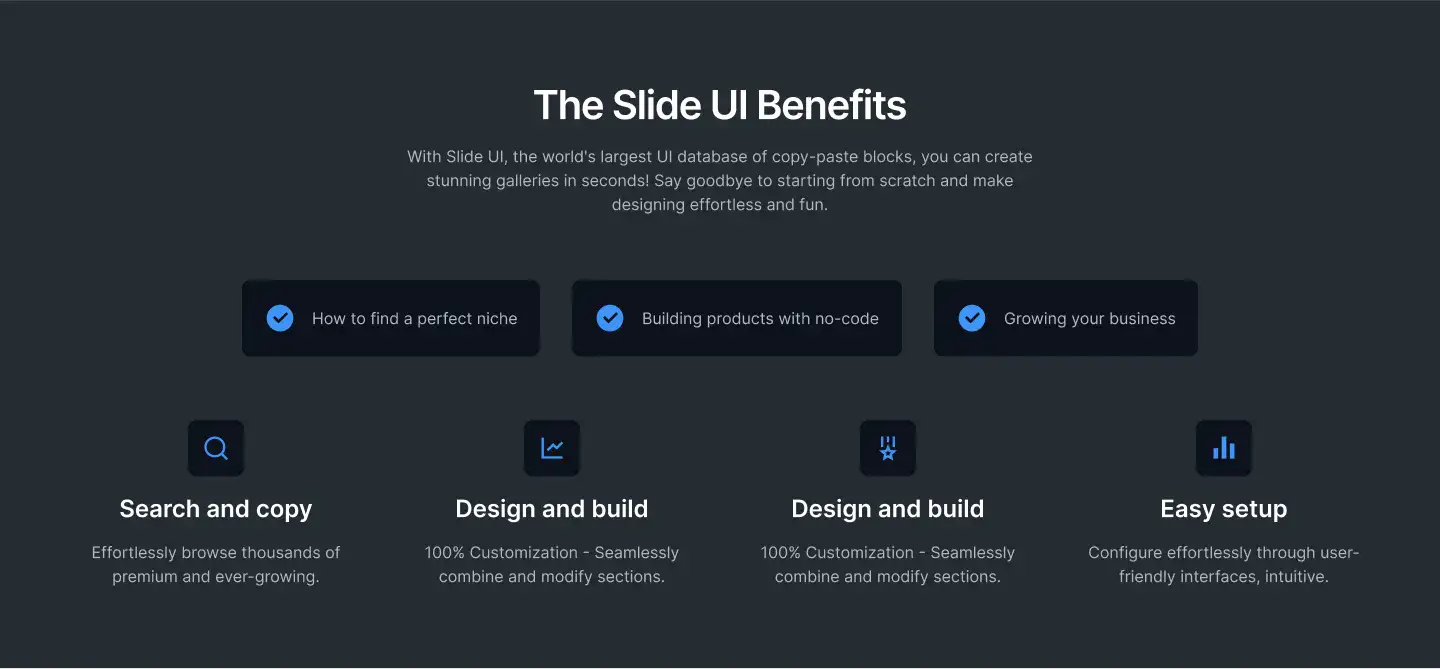 The Slide UI Benefits
With Slide UI, the world's largest UI database of copy-paste blocks, you can create
stunning galleries in seconds! Say goodbye to starting from scratch and make
designing effortless and fun.
How to find a perfect niche
Building products with no-code
Growing your business
Search and copy
Effortlessly browse thousands of
premium and ever-growing.
Design and build
100% Customization - Seamlessly
combine and modify sections.
Design and build
100% Customization - Seamlessly
combine and modify sections.
Easy setup
Configure effortlessly through user-
friendly interfaces, intuitive.